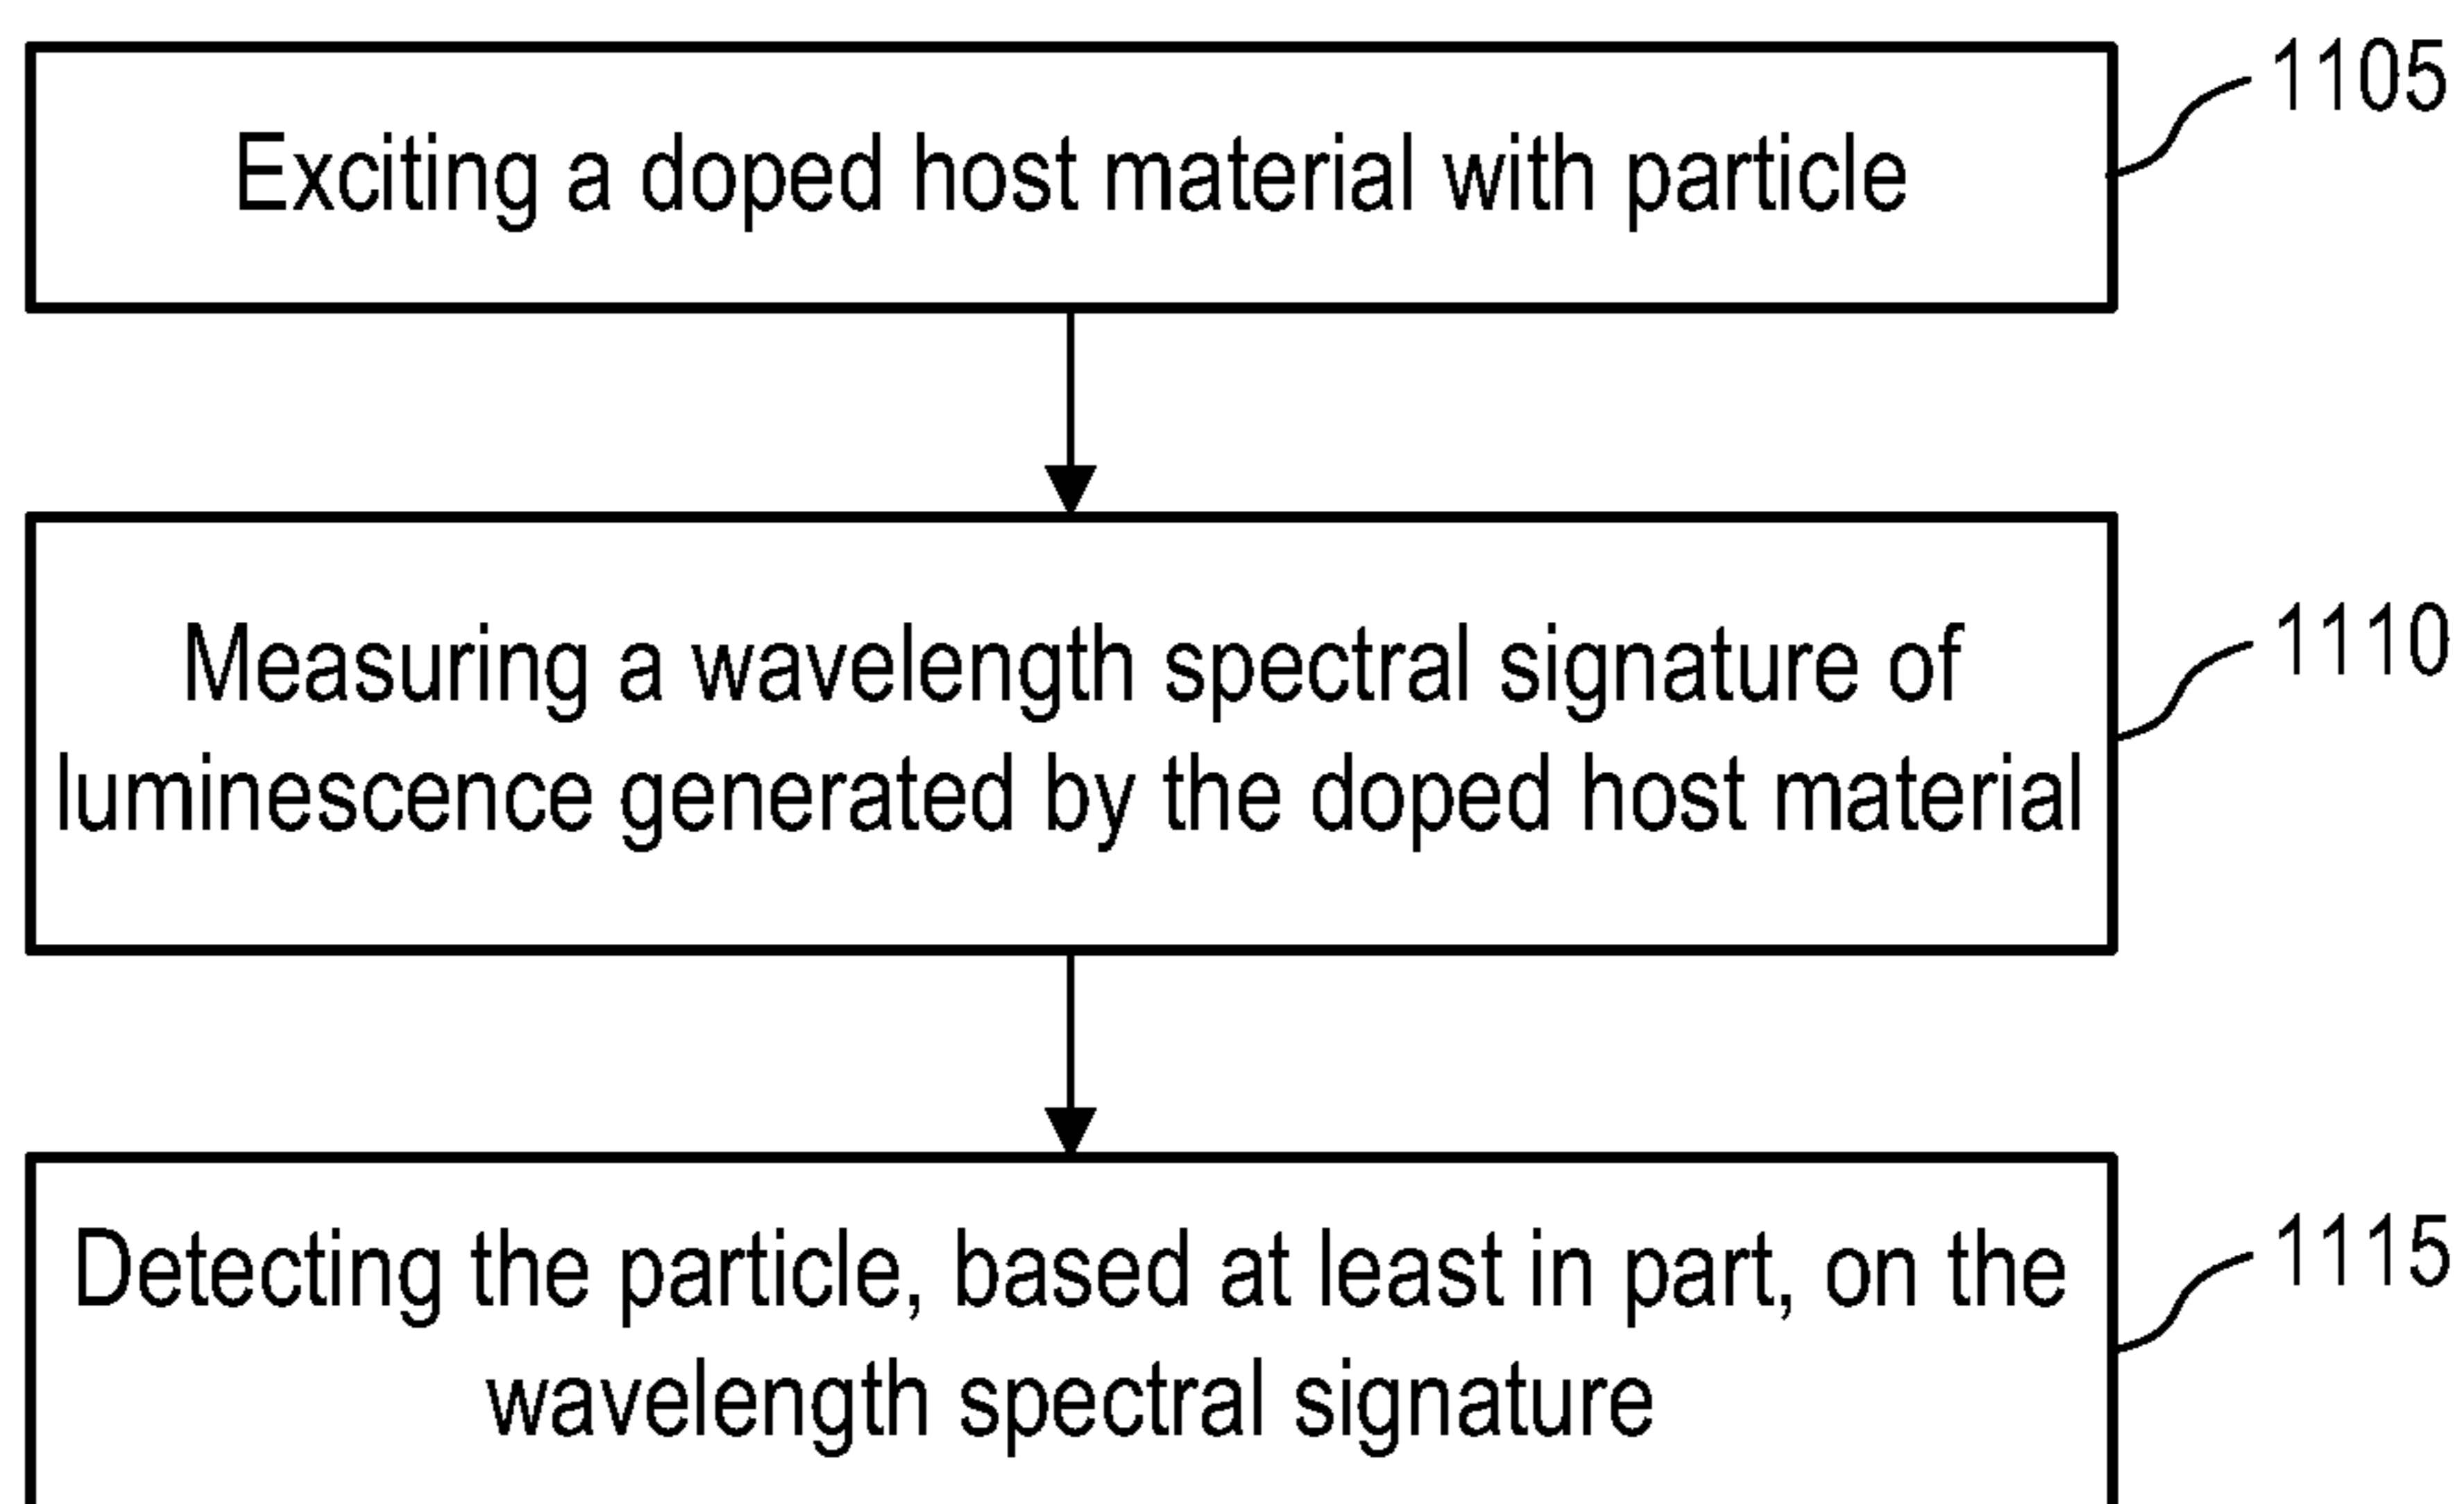 1105
Exciting a doped host material with particle
1110
Measuring a wavelength spectral signature of
luminescence generated by the doped host material
1115
Detecting the particle, based at least in part, on the
wavelength spectral signature